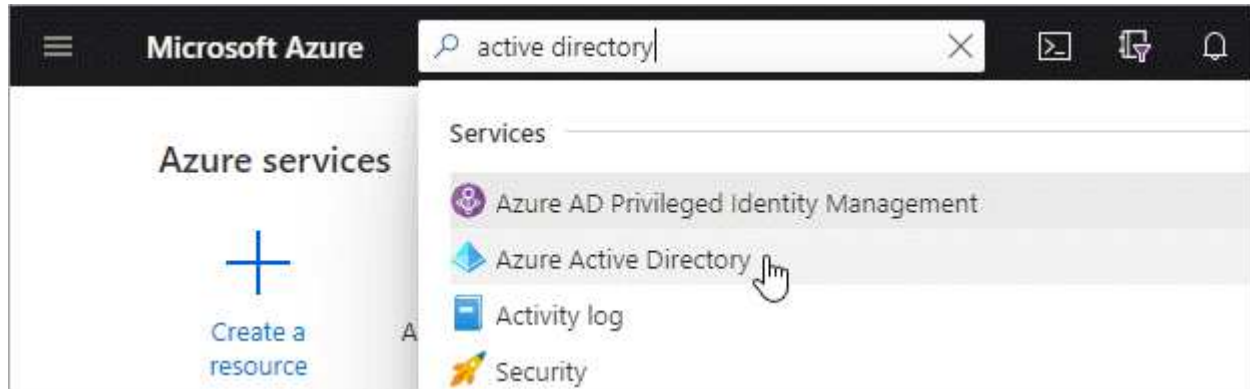 Microsoft Azure
active directory
Services
Azure services
Azure AD Privileged Identity Management
Azure Active Directory
Activity log
Security
Create a
resource
A